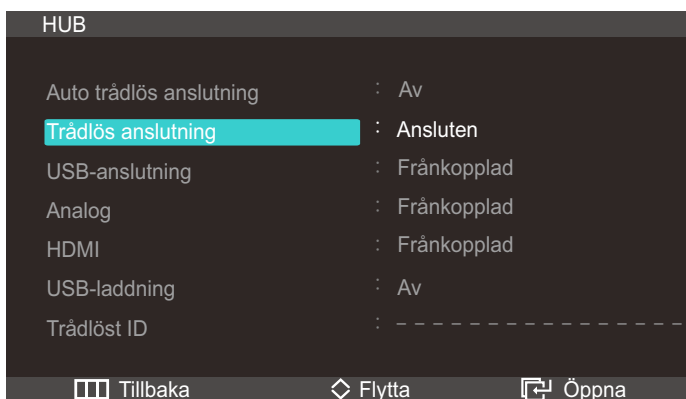 HUB
Auto trådlös anslutning : Av
Trådlös anslutning : Ansluten
USB-anslutning : Frånkopplad
Analog : Frånkopplad
HDMI : Frånkopplad
USB-laddning : Av
Trådlöst ID : – – – – – – – – – – – – – – –
Tillbaka Flytta Öppna